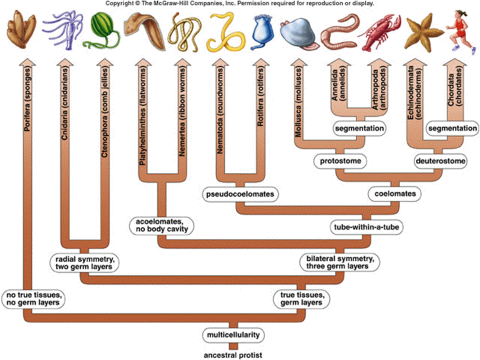 Copyright © The McGraw-Hill Companies, Inc. Permission required for reproduction or display.
Porifera (sponges)
Cnidaria (cnidarians)
Ctenophora (comb jellies)
Platyhelminthes (flatworms)
Nemertea (ribbon worms)
Nematoda (roundworms)
Rotifera (rotifers)
Mollusca (molluscs)
Annelida
(annelids)
Arthropoda
(arthropods)
Echinodermata
(echinoderms)
Chordata
(chordates)
segmentation
segmentation
protostome
deuterostome
pseudocoelomates
coelomates
acoelomates,
no body cavity
tube-within-a-tube
radial symmetry,
two germ layers
bilateral symmetry,
three germ layers
no true tissues,
no germ layers
true tissues,
germ layers
multicellularity
ancestral protist